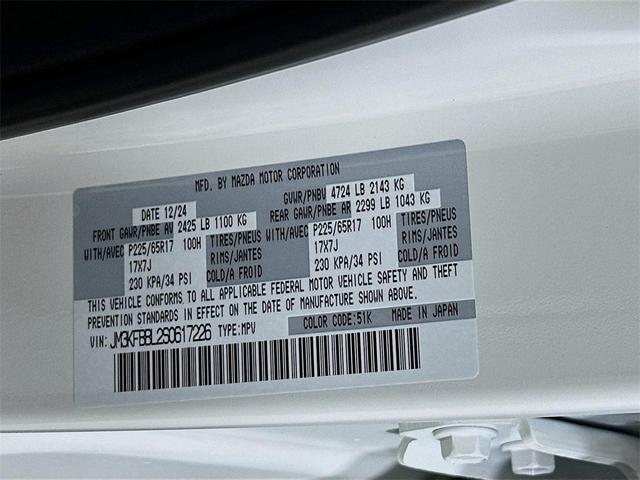 MFD. BY MAZDA MOTOR CORPORATION
DATE 12/24 GVWR/PNBV 4724 LB 2143 KG
FRONT GAWR/PNBE AV 2425 LB 1100 KG REAR GAWR/PNBE AR 2299 LB 1043 KG
WITH/AVEC P225/65R17 100H TIRES/PNEUS WITH/AVEC P225/65R17 100H TIRES/PNEUS
17X7J RIMS/JANTES 17X7J RIMS/JANTES
230 KPA/34 PSI COLD/A FROID 230 KPA/34 PSI COLD/A FROID
THIS VEHICLE CONFORMS TO ALL APPLICABLE FEDERAL MOTOR VEHICLE SAFETY AND THEFT
PREVENTION STANDARDS IN EFFECT ON THE DATE OF MANUFACTURE SHOWN ABOVE.
VIN: JM3KFBBL2S0617226 TYPE: MPV COLOR CODE: 51K MADE IN JAPAN